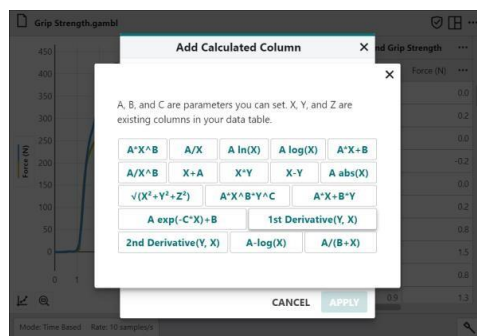 Grip Strength.gambl
Add Calculated Column
nd Grip Strength
Force (N)
A, B, and C are parameters you can set. X, Y, and Z are
existing columns in your data table.
A*X^B A/X A ln(X) A log(X) A*X+B
A/X^B X+A X*Y X-Y A abs(X)
√(X²+Y²+Z²) A*X^B*Y^C A*X+B*Y
A exp(-C*X)+B 1st Derivative(Y, X)
2nd Derivative(Y, X) A-log(X) A/(B+X)
CANCEL APPLY
Force (N)
450
400
350
300
250
200
150
100
50
0
0 1
0.0
0.2
0.0
-0.2
0.0
0.2
0.0
0.8
1.5
0.8
0.9 1.3
Mode: Time Based Rate: 10 samples/s